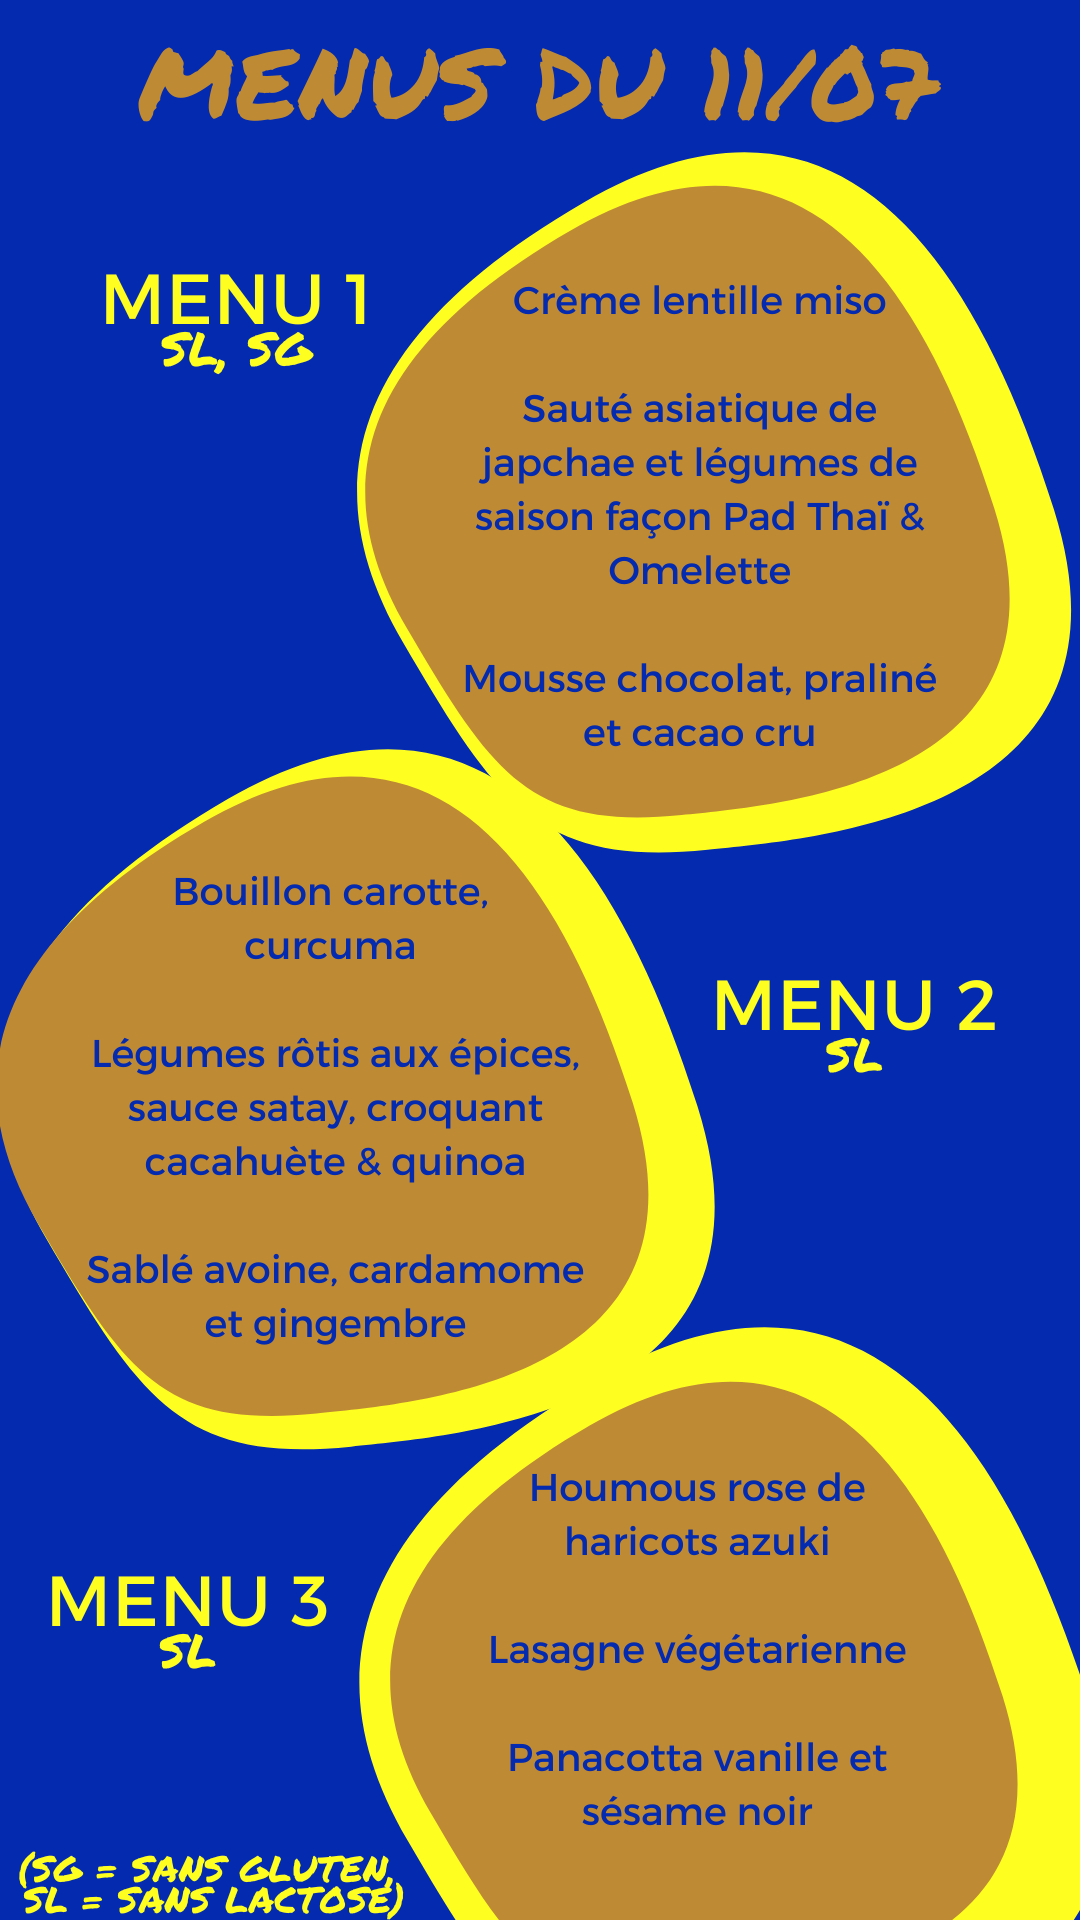 MENUS DU 11/07
MENU 1
SL, SG
Crème lentille miso
Sauté asiatique de
japchae et légumes de
saison façon Pad Thaï &
Omelette
Mousse chocolat, praliné
et cacao cru
Bouillon carotte,
curcuma
Légumes rôtis aux épices,
sauce satay, croquant
cacahuète & quinoa
Sablé avoine, cardamome
et gingembre
MENU 2
SL
Houmous rose de
haricots azuki
Lasagne végétarienne
Panacotta vanille et
sésame noir
MENU 3
SL
(SG = SANS GLUTEN,
SL = SANS LACTOSE)